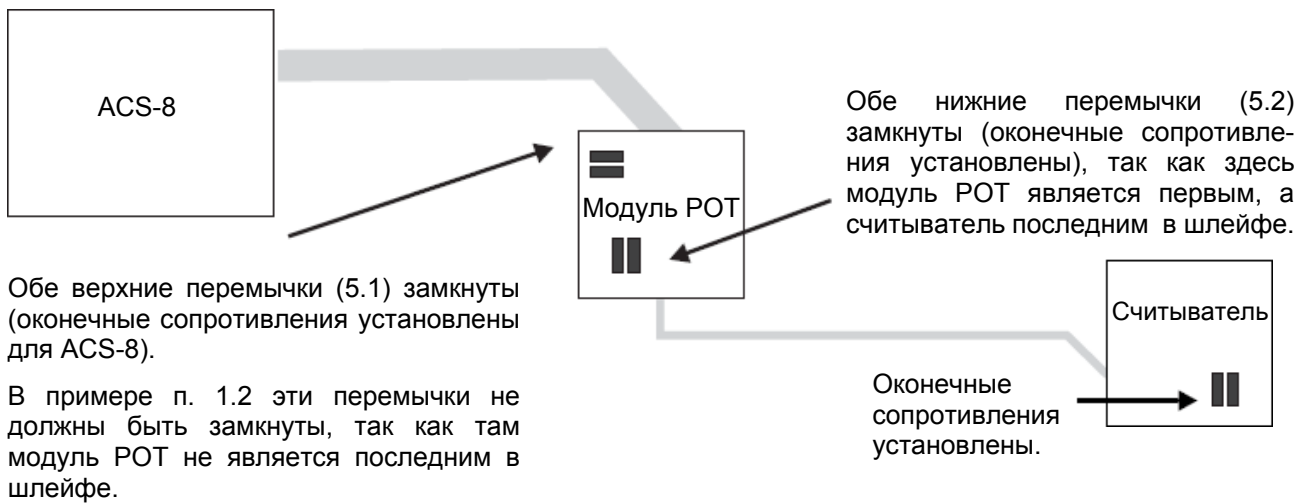 ACS-8
Обе верхние перемычки (5.1) замкнуты
(оконечные сопротивления установлены
для ACS-8).
В примере п. 1.2 эти перемычки не
должны быть замкнуты, так как там
модуль POT не является последним в
шлейфе.
Модуль POT
Обе нижние перемычки (5.2)
замкнуты (оконечные сопротивле-
ния установлены), так как здесь
модуль POT является первым, а
считыватель последним в шлейфе.
Считыватель
Оконечные
сопротивления
установлены.